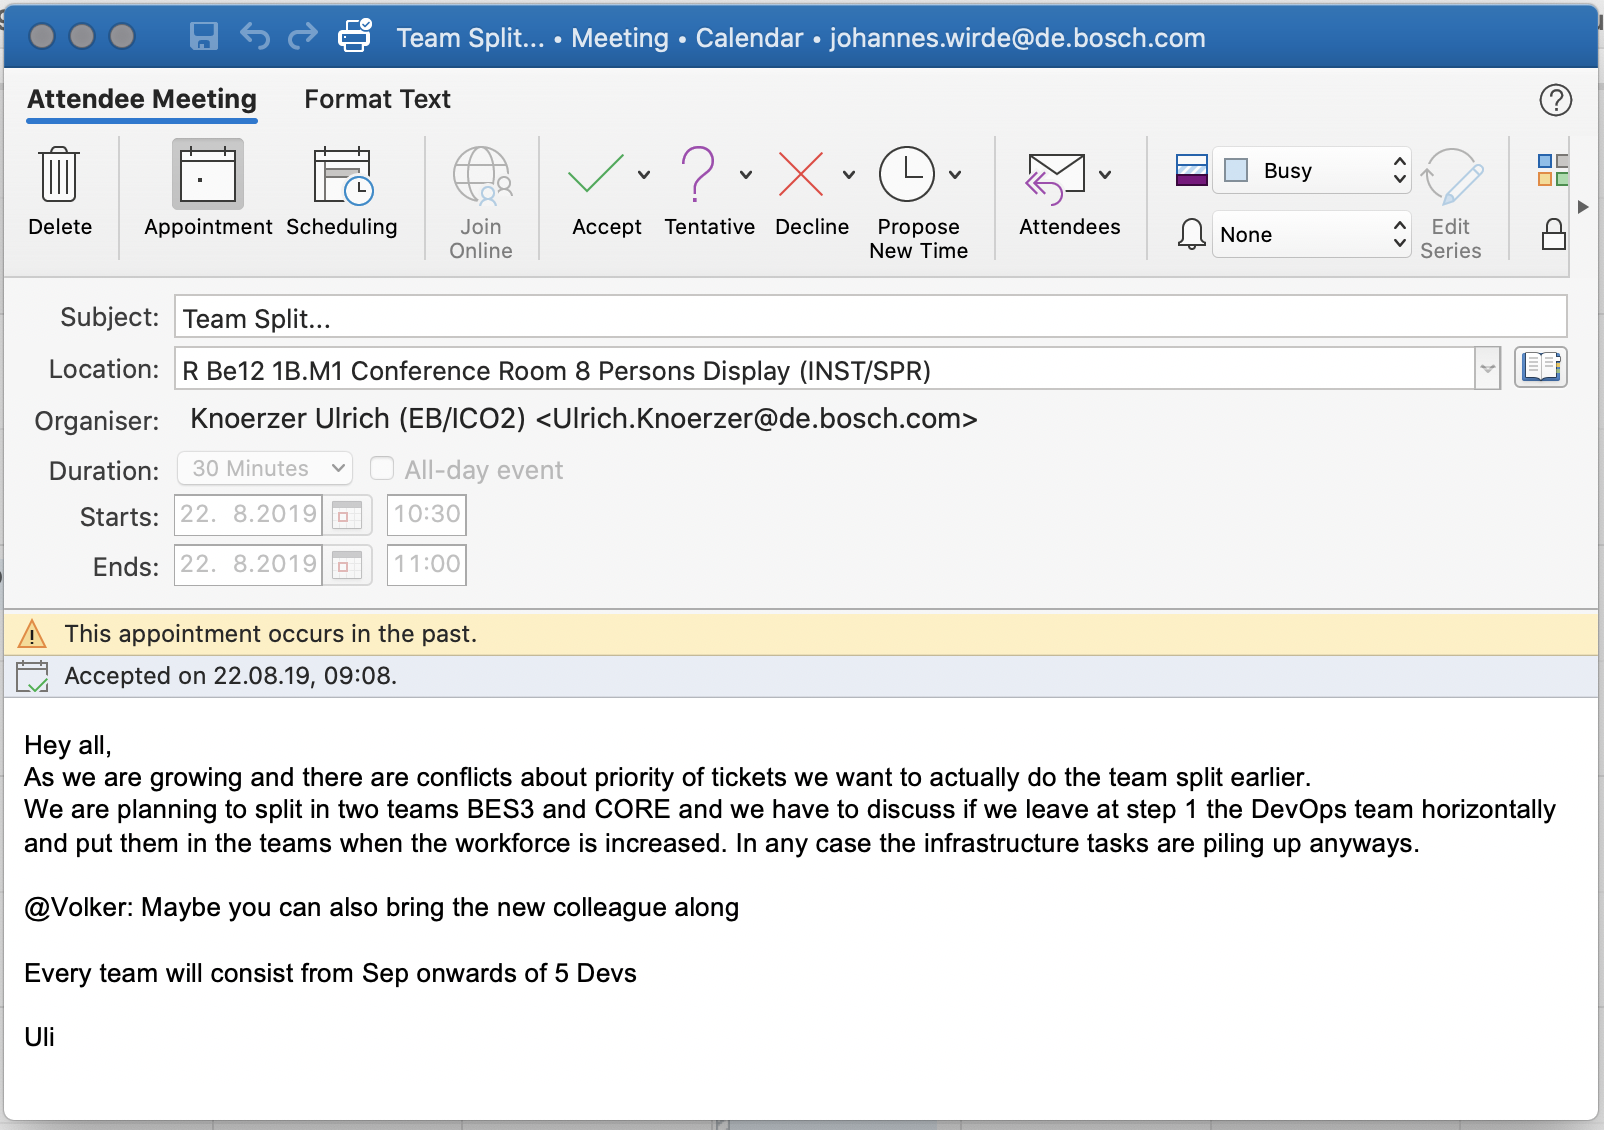 Team Split... • Meeting • Calendar • johannes.wirde@de.bosch.com
Attendee Meeting
Format Text
Delete
Appointment
Scheduling
Join
Online
Accept
Tentative
Decline
Propose
New Time
Attendees
Busy
None
Edit
Series
Subject: Team Split...
Location: R Be12 1B.M1 Conference Room 8 Persons Display (INST/SPR)
Organiser: Knoerzer Ulrich (EB/ICO2) <Ulrich.Knoerzer@de.bosch.com>
Duration: 30 Minutes All-day event
Starts: 22. 8.2019 10:30
Ends: 22. 8.2019 11:00
This appointment occurs in the past.
Accepted on 22.08.19, 09:08.
Hey all,
As we are growing and there are conflicts about priority of tickets we want to actually do the team split earlier.
We are planning to split in two teams BES3 and CORE and we have to discuss if we leave at step 1 the DevOps team horizontally
and put them in the teams when the workforce is increased. In any case the infrastructure tasks are piling up anyways.
@Volker: Maybe you can also bring the new colleague along
Every team will consist from Sep onwards of 5 Devs
Uli